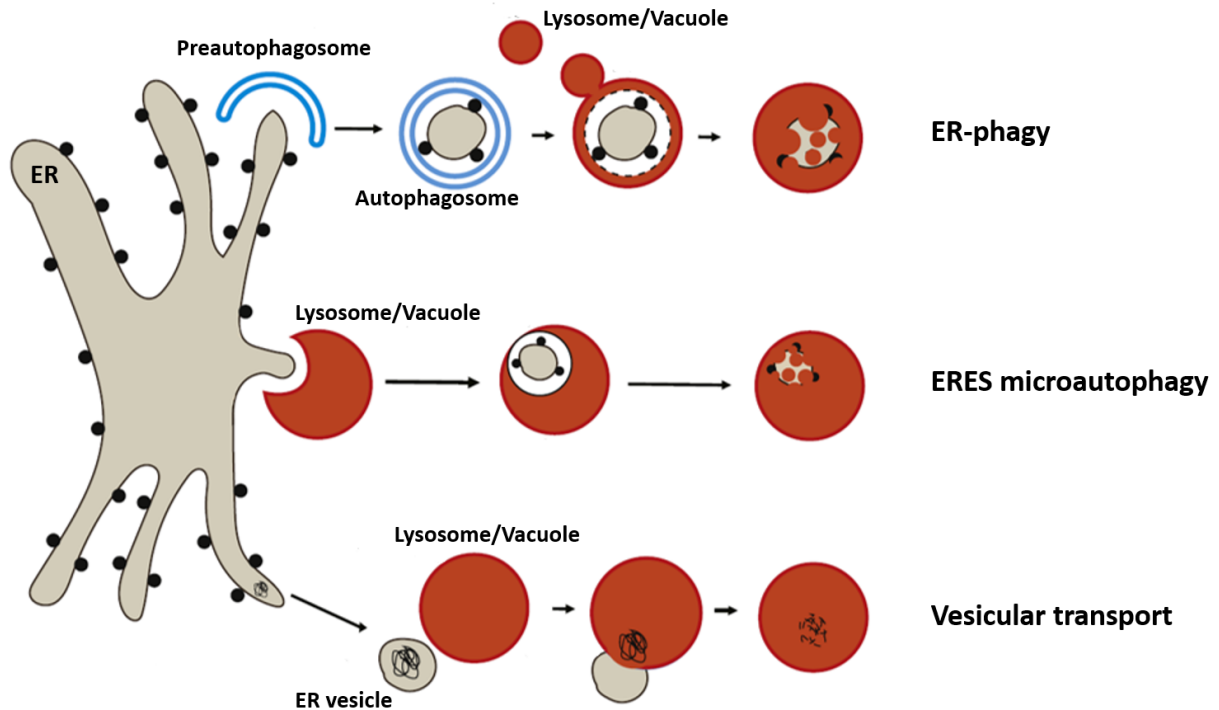 Lysosome/Vacuole
Preautophagosome
ER-phagy
ER
Autophagosome
Lysosome/Vacuole
ERES microautophagy
Lysosome/Vacuole
Vesicular transport
ER vesicle